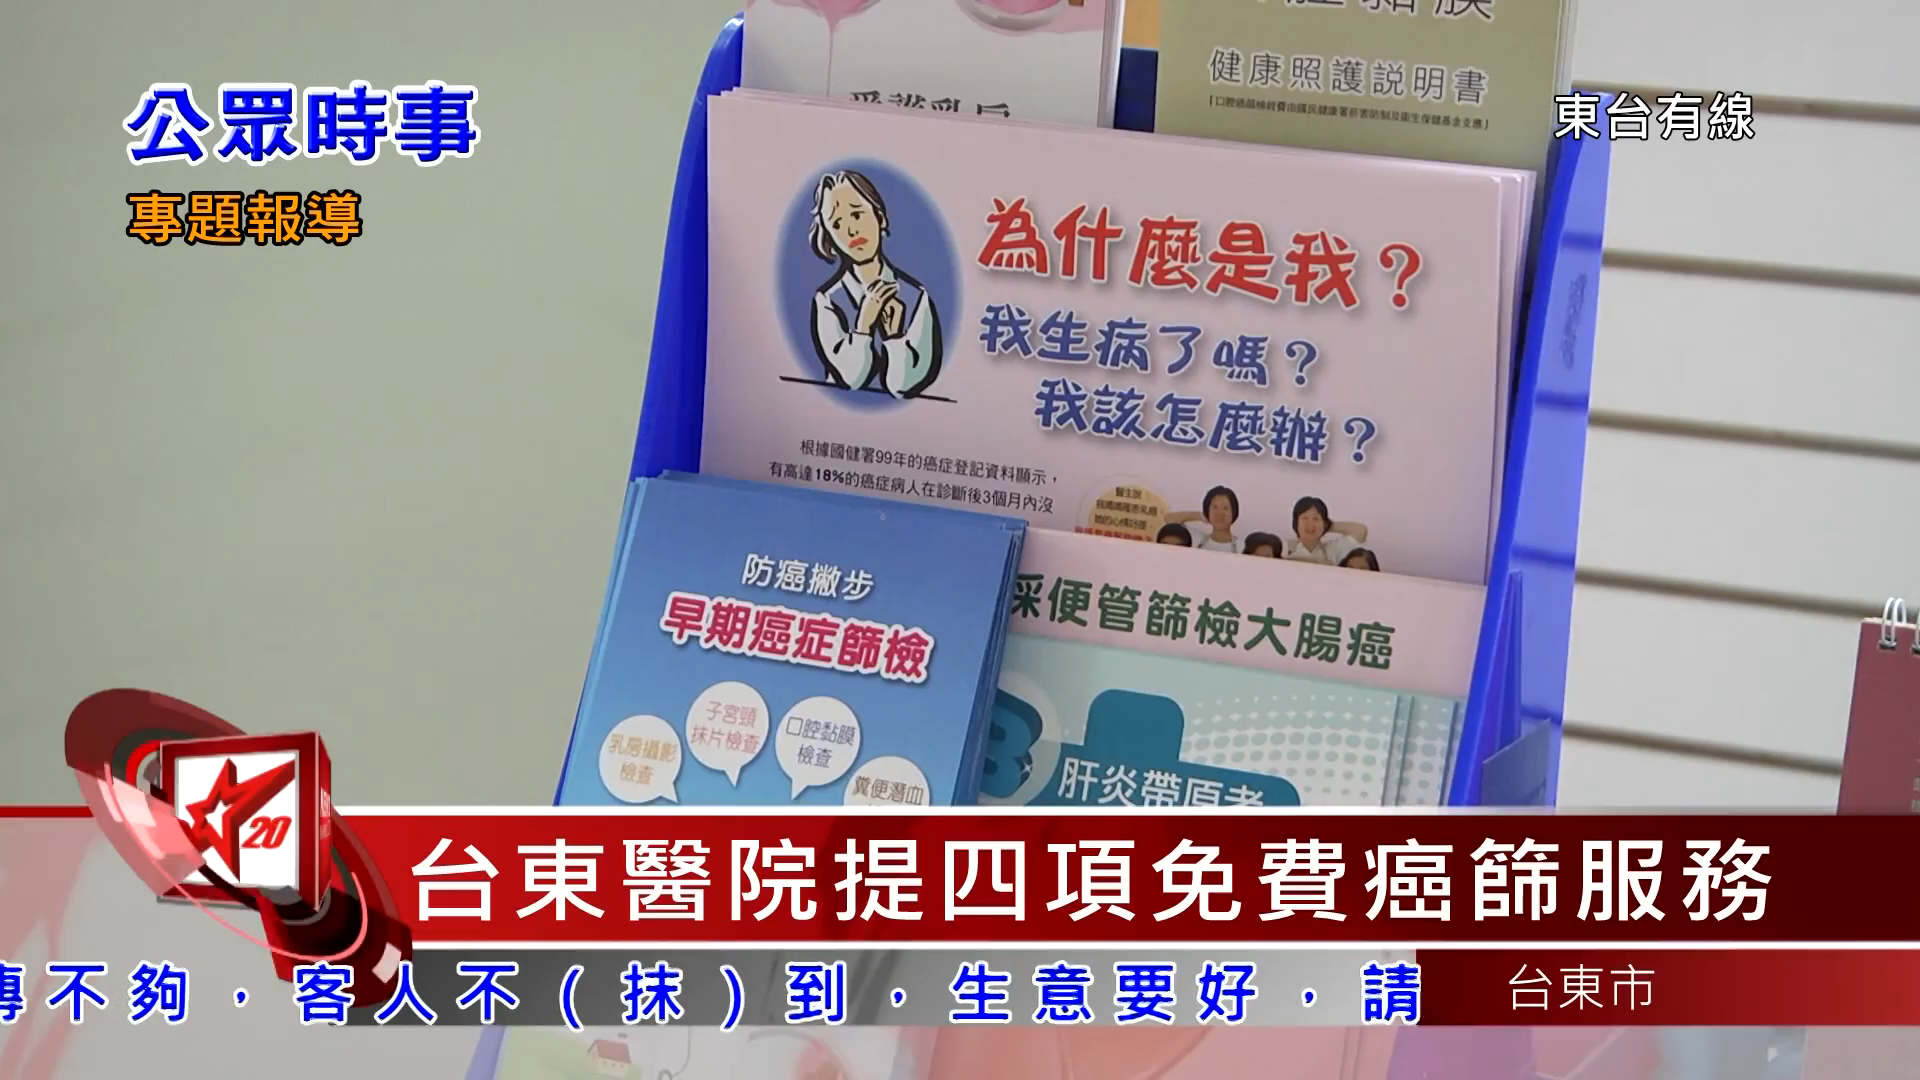 公眾時事
專題報導
東台有線
健康照護說明書
為什麼是我？
我生病了嗎？
我該怎麼辦？
根據國健署99年的癌症登記資料顯示，
有高達18%的癌症病人在診斷後3個月內沒
醫生說
防癌撇步
早期癌症篩檢
乳房攝影
檢查
子宮頸
抹片檢查
口腔黏膜
檢查
糞便潛血
採便管篩檢大腸癌
肝炎帶原者
20
台東醫院提四項免費癌篩服務
不夠，客人不(抹)到，生意要好，請
台東市